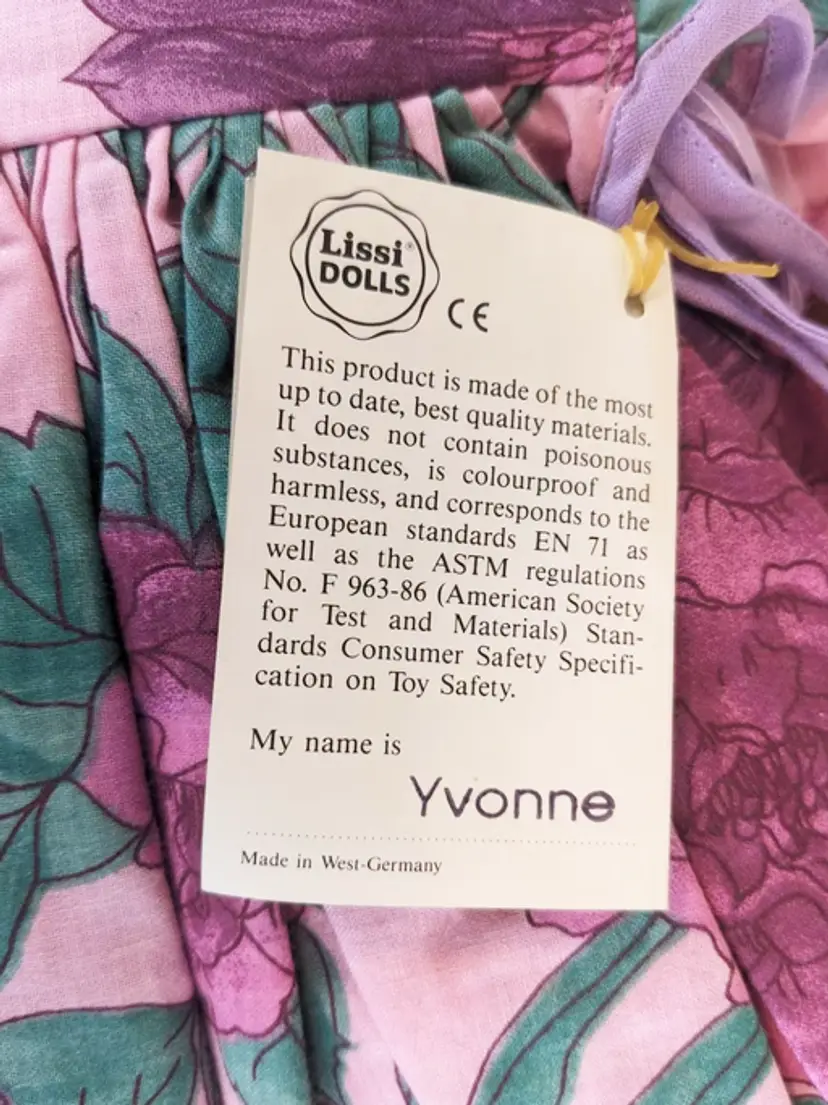 Lissi®
DOLLS
CE
This product is made of the most
up to date, best quality materials.
It does not contain poisonous
substances, is colourproof and
harmless, and corresponds to the
European standards EN 71 as
well as the ASTM regulations
No. F 963-86 (American Society
for Test and Materials) Stan-
dards Consumer Safety Specifi-
cation on Toy Safety.
My name is
Yvonne
Made in West-Germany